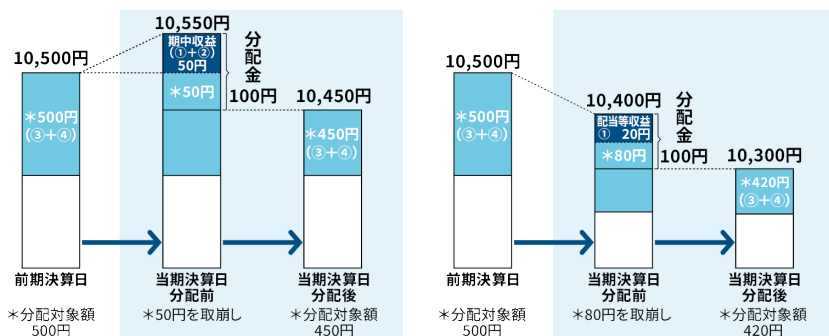 10,500円
10,550円
期中収益
(①+②)
50円
分配金
*50円
100円
10,450円
*500円
(③+④)
*450円
(③+④)
前期決算日
当期決算日
分配前
当期決算日
分配後
*分配対象額
500円
*50円を取崩し
*分配対象額
450円
10,500円
10,400円
配当等収益
① 20円
分配金
*80円
100円
10,300円
*500円
(③+④)
*420円
(③+④)
前期決算日
当期決算日
分配前
当期決算日
分配後
*分配対象額
500円
*80円を取崩し
*分配対象額
420円